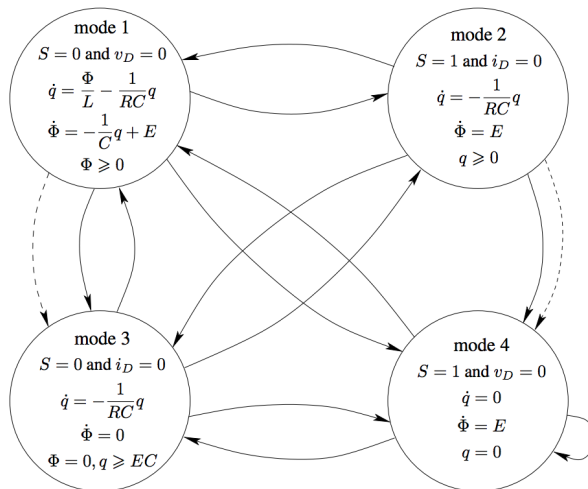 mode 1
S = 0 and v_D = 0
q̇ = Φ/L − 1/RC q
Φ̇ = −1/C q + E
Φ ⩾ 0
mode 2
S = 1 and i_D = 0
q̇ = −1/RC q
Φ̇ = E
q ⩾ 0
mode 3
S = 0 and i_D = 0
q̇ = −1/RC q
Φ̇ = 0
Φ = 0, q ⩾ EC
mode 4
S = 1 and v_D = 0
q̇ = 0
Φ̇ = E
q = 0